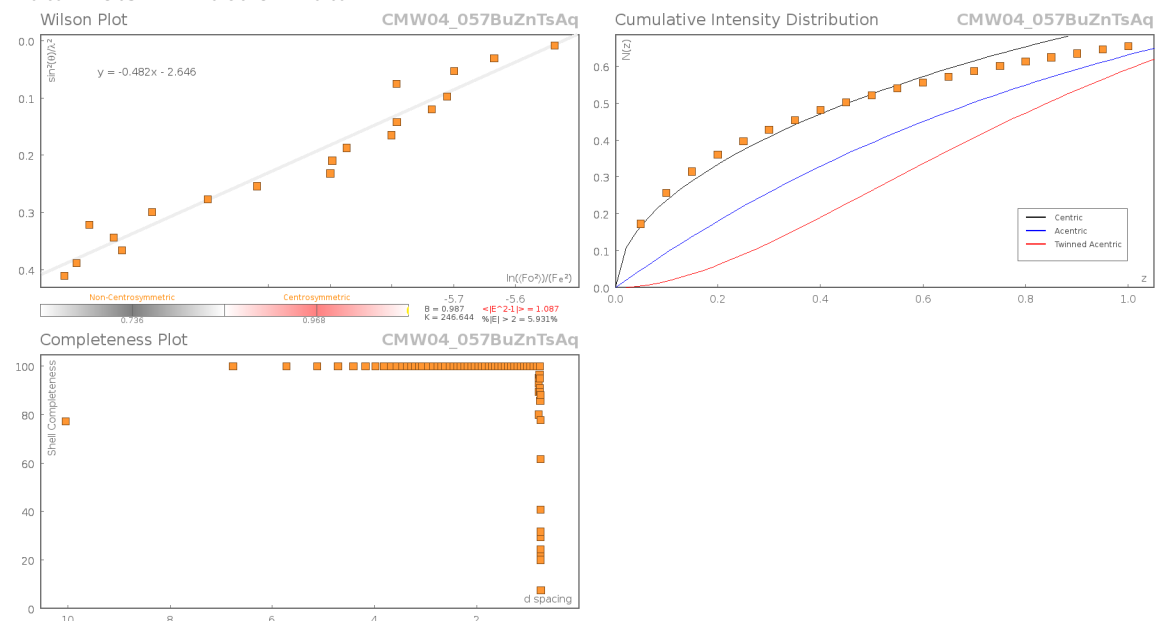 Wilson Plot
CMW04_057BuZnTsAq
0.0
0.1
0.2
0.3
0.4
sin²(θ)/λ²
y = -0.482x - 2.646
ln(⟨Fo²⟩)/(Fₑ²)
-5.7
-5.6
Non-Centrosymmetric
Centrosymmetric
0.736
0.968
B = 0.987
K = 246.644
<|E^2-1|> = 1.087
%|E| > 2 = 5.931%
Cumulative Intensity Distribution
CMW04_057BuZnTsAq
N(z)
0.6
0.5
0.4
0.3
0.2
0.1
0.0
Centric
Acentric
Twinned Acentric
z
0.0
0.2
0.4
0.6
0.8
1.0
Completeness Plot
CMW04_057BuZnTsAq
Shell Completeness
100
80
60
40
20
0
d spacing
10
8
6
4
2